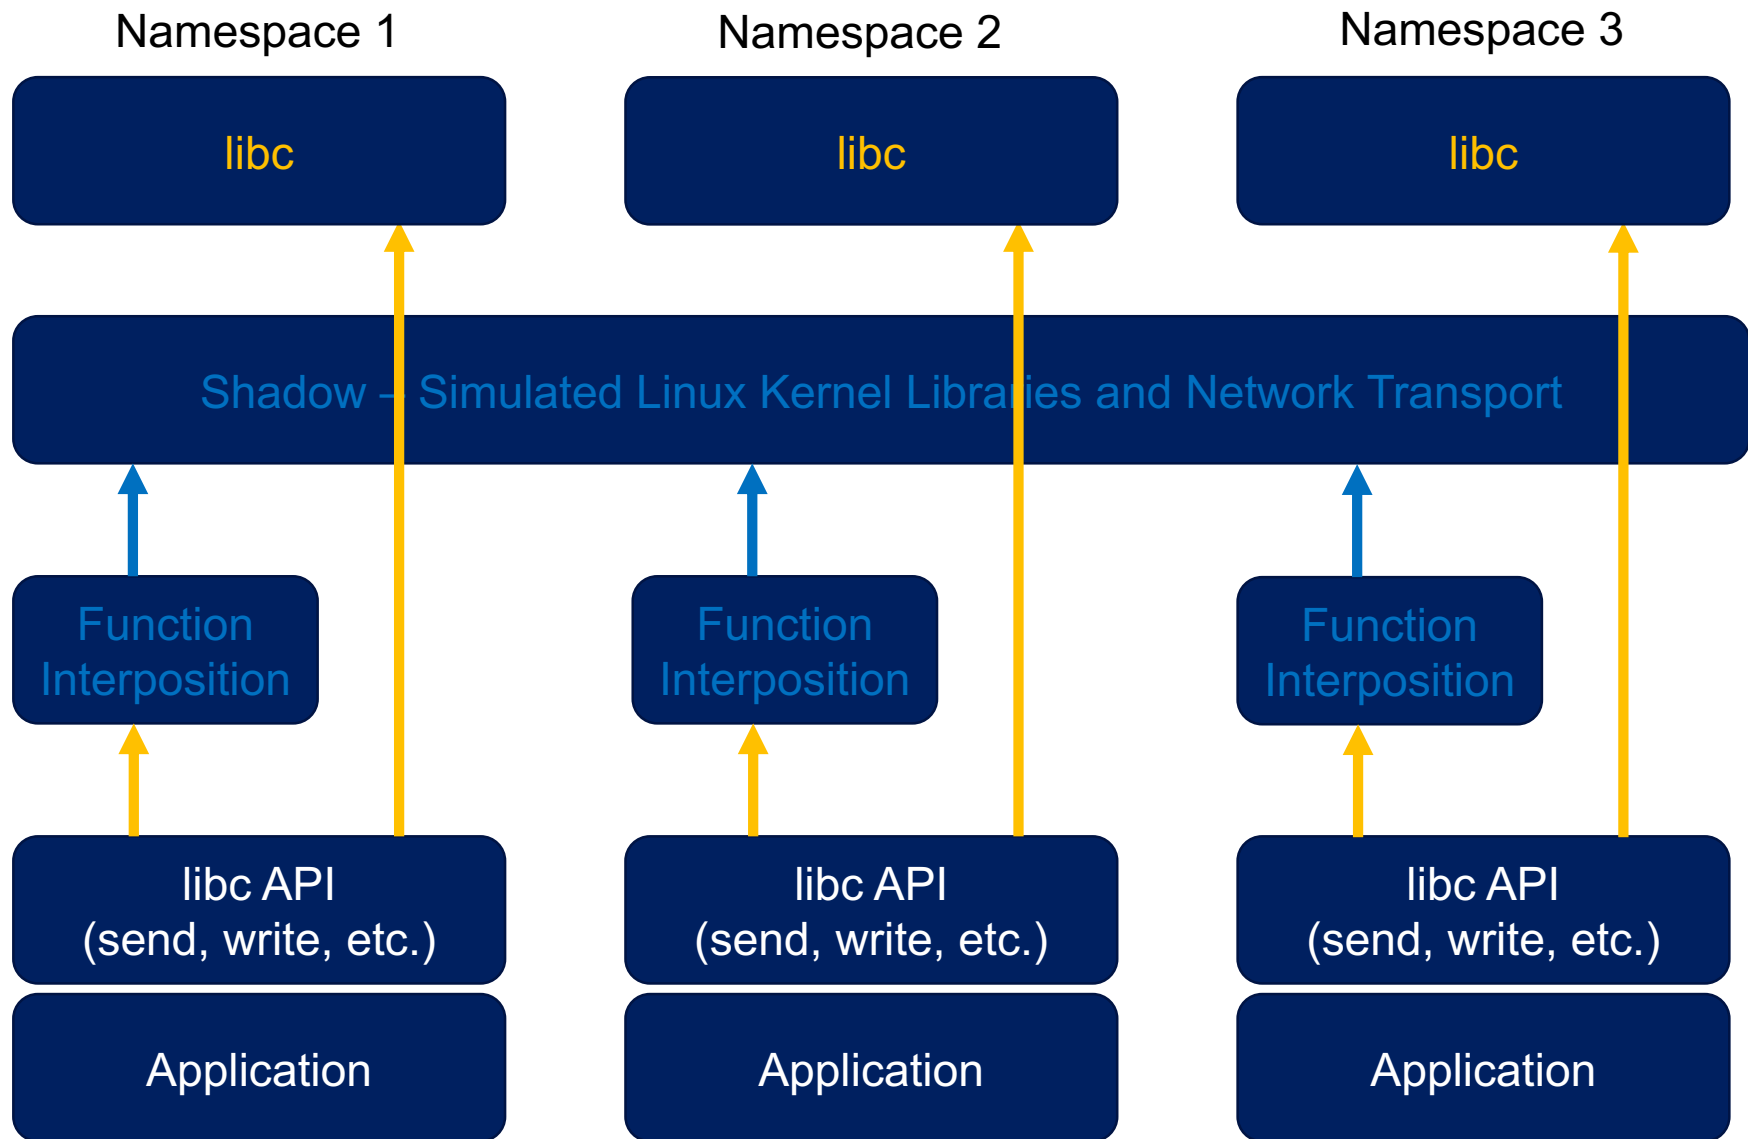 Namespace 1
Namespace 2
Namespace 3
libc
libc
libc
Shadow – Simulated Linux Kernel Libraries and Network Transport
Function
Interposition
Function
Interposition
Function
Interposition
libc API
(send, write, etc.)
libc API
(send, write, etc.)
libc API
(send, write, etc.)
Application
Application
Application